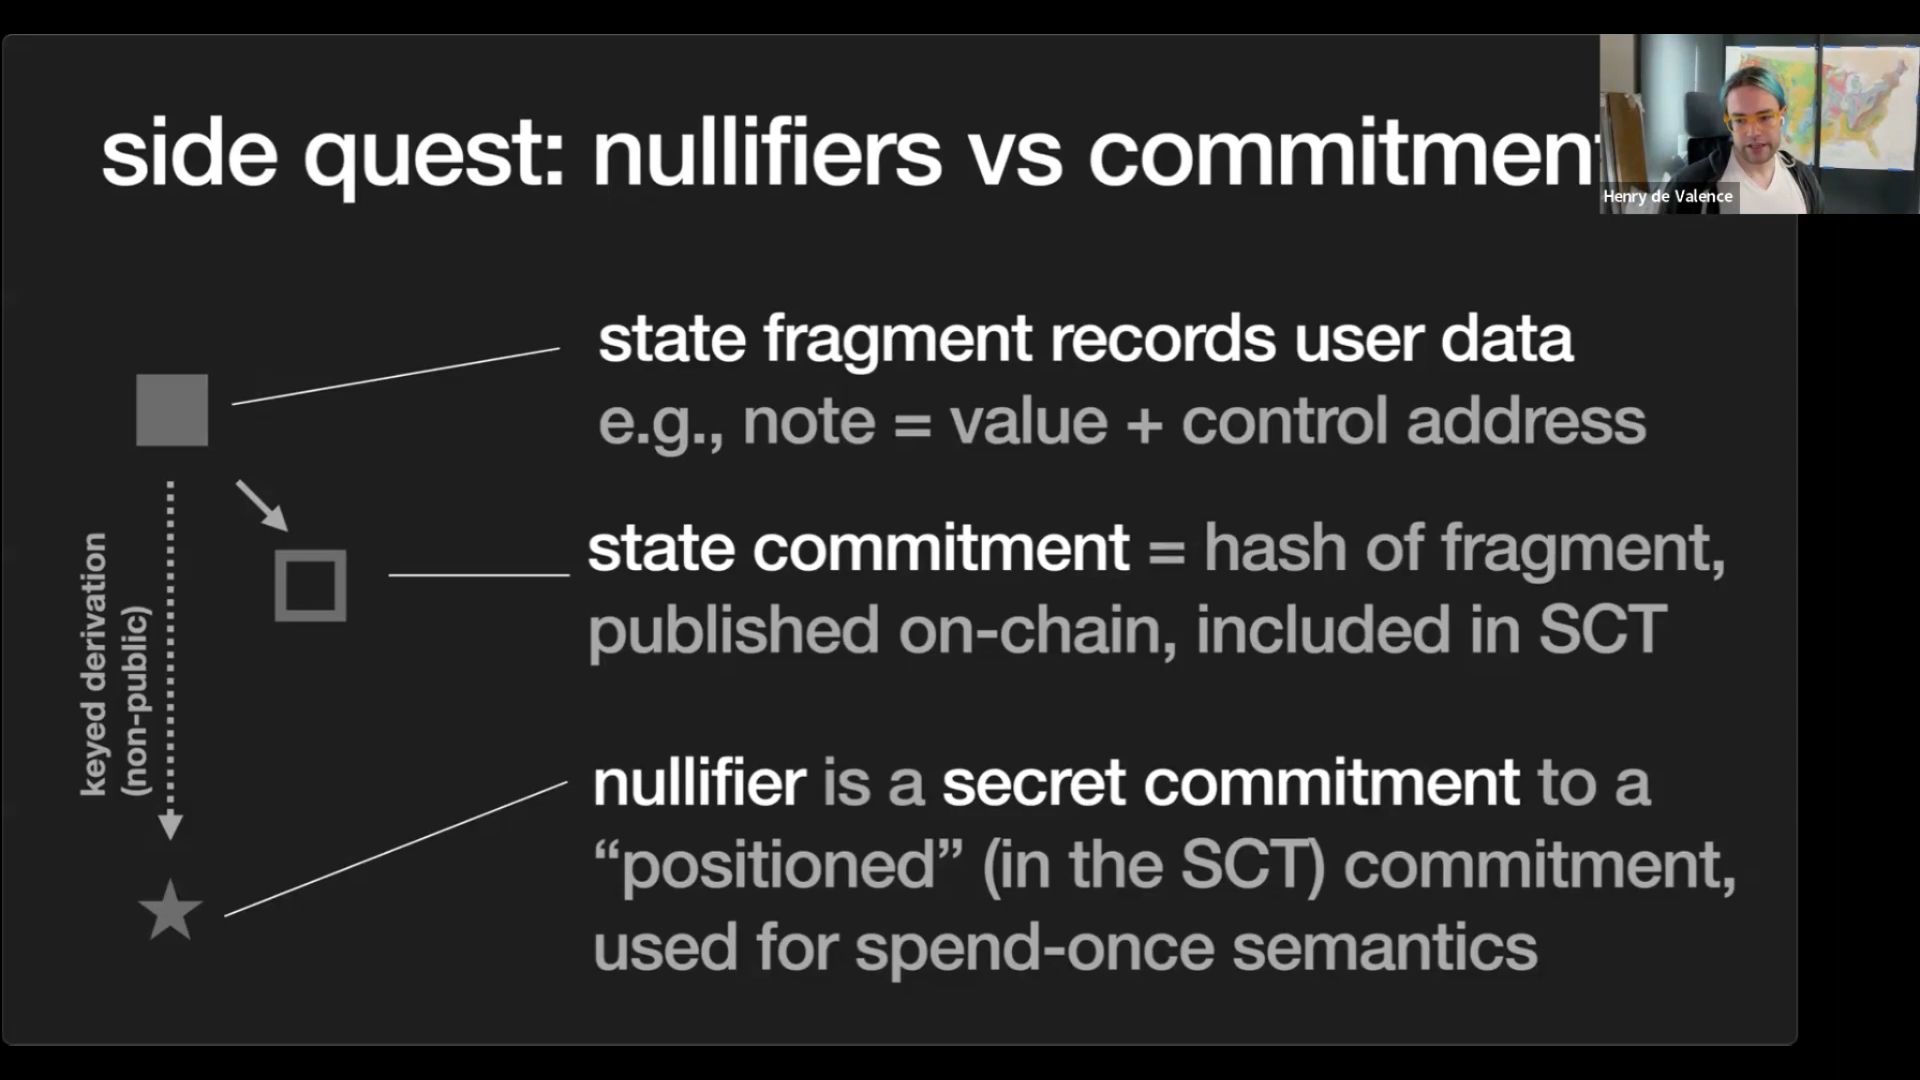 side quest: nullifiers vs commitment
Henry de Valence
state fragment records user data
e.g., note = value + control address
state commitment = hash of fragment,
published on-chain, included in SCT
keyed derivation
(non-public)
nullifier is a secret commitment to a
“positioned” (in the SCT) commitment,
used for spend-once semantics